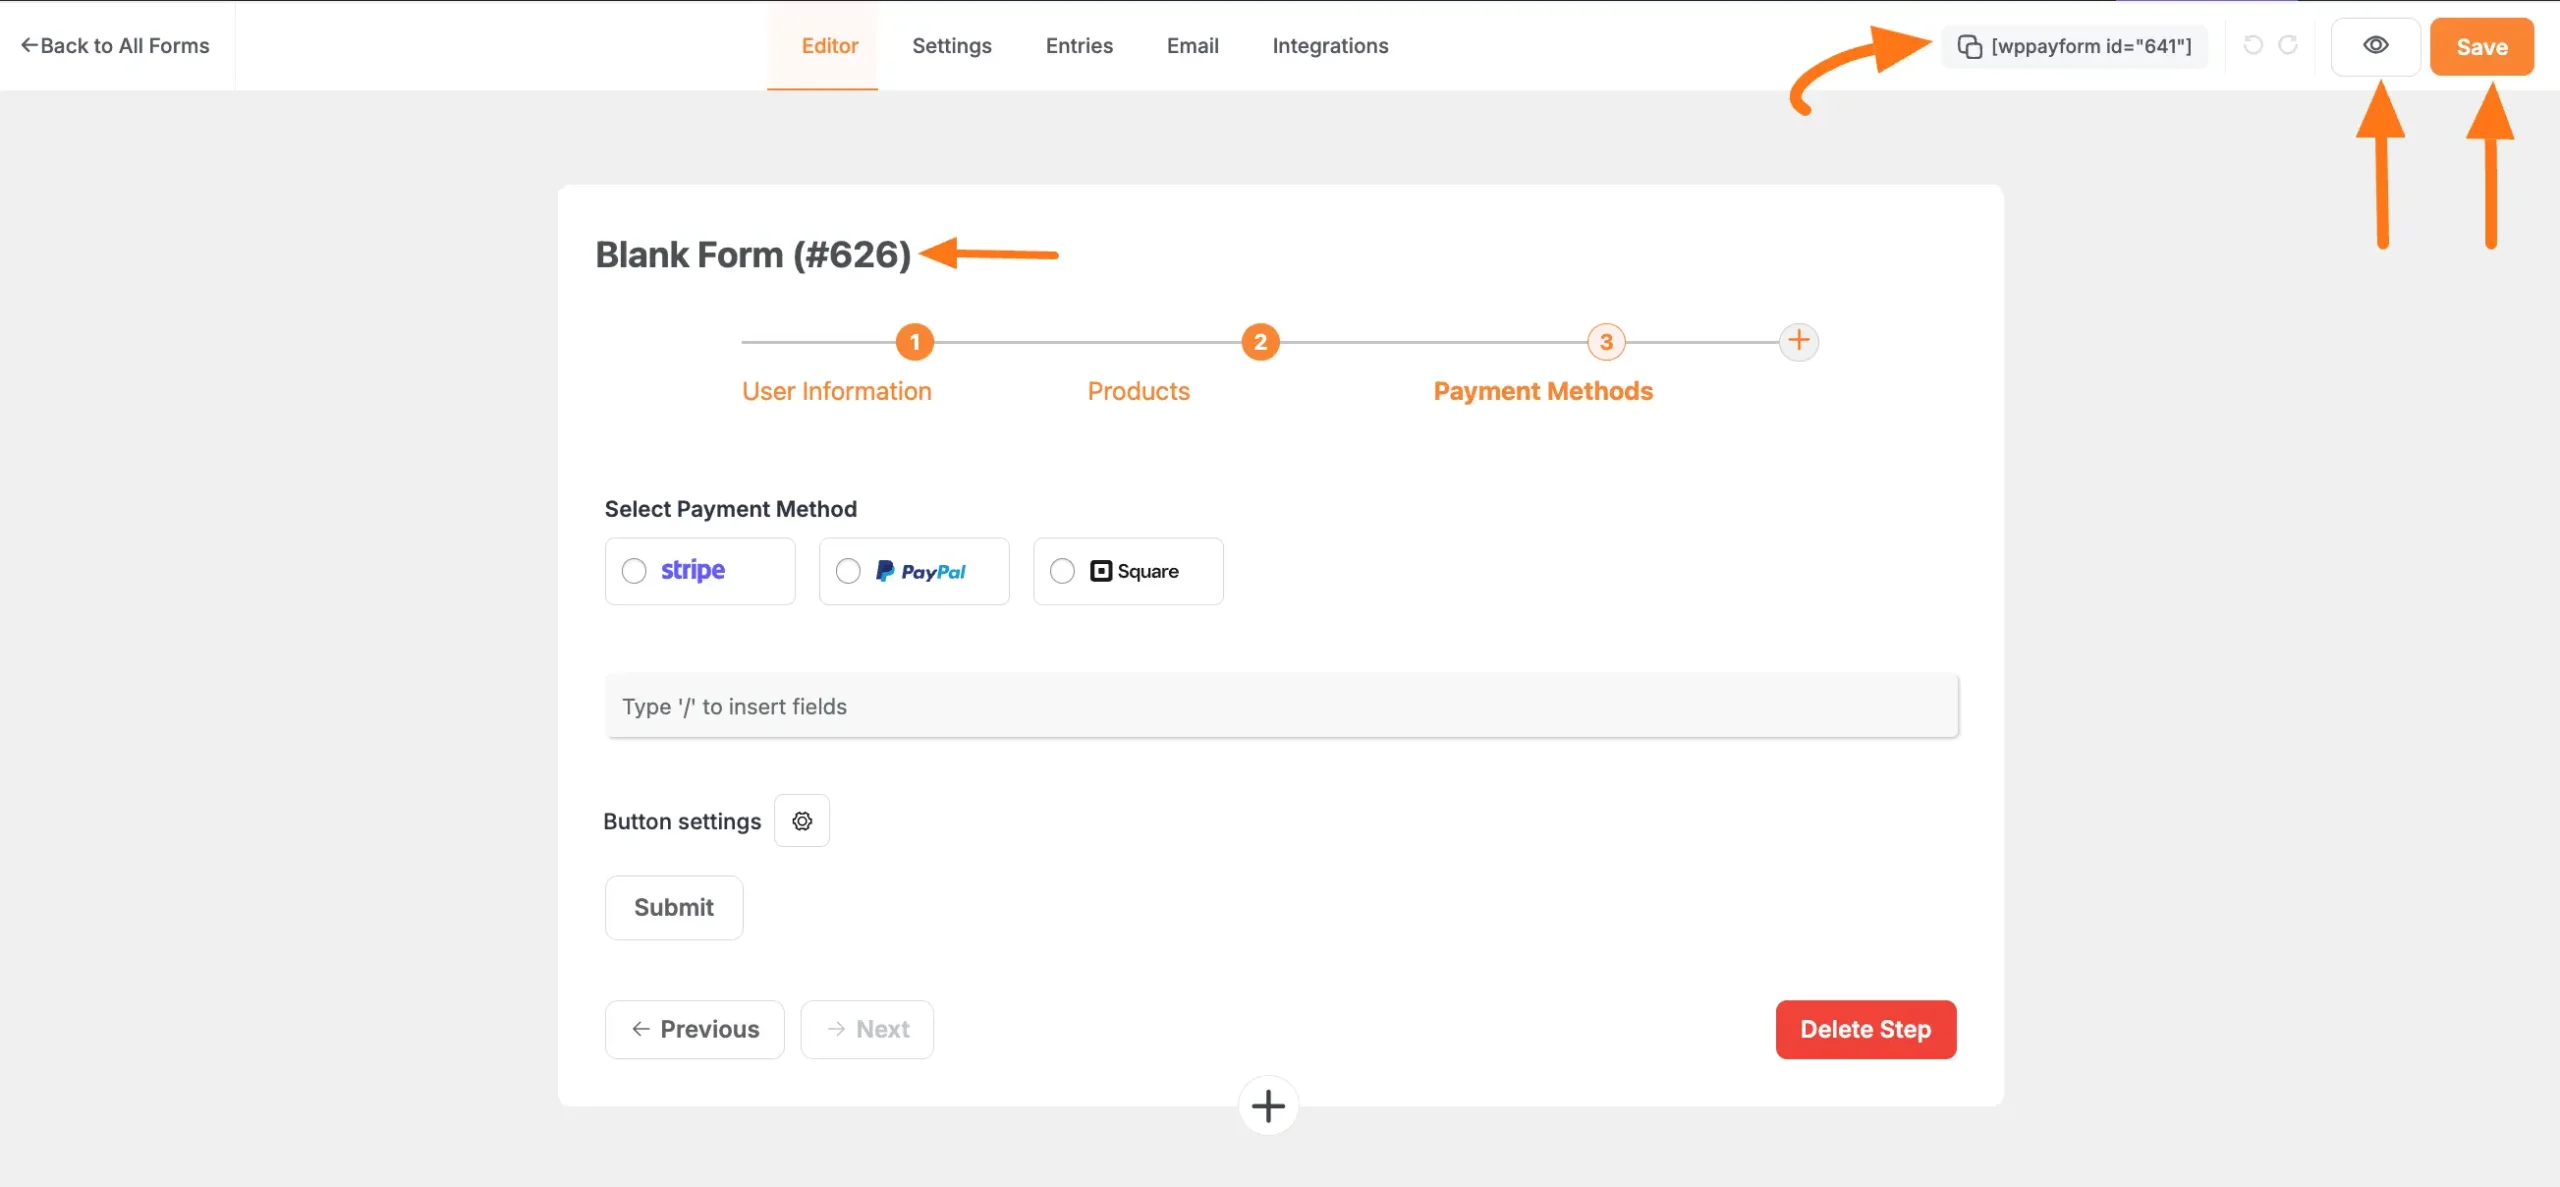 ←Back to All Forms
Editor
Settings
Entries
Email
Integrations
[wppayform id="641"]
Save
Blank Form (#626)
1
2
3
+
User Information
Products
Payment Methods
Select Payment Method
stripe
PayPal
Square
Type '/' to insert fields
Button settings
Submit
← Previous
→ Next
Delete Step
+